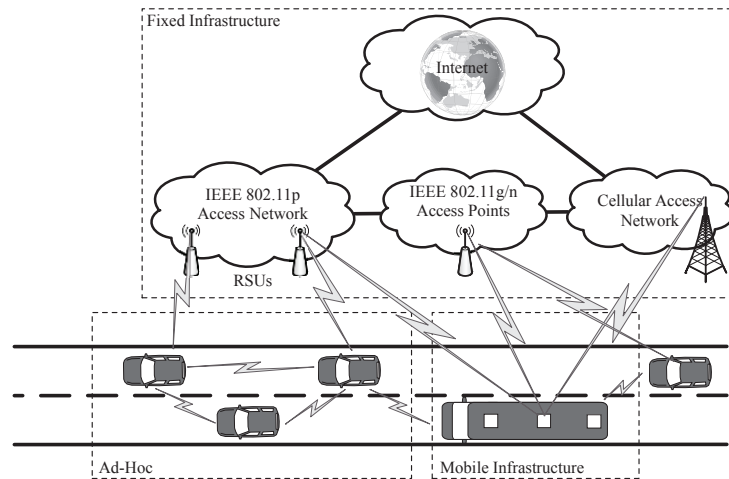 Fixed Infrastructure
Internet
IEEE 802.11p
Access Network
IEEE 802.11g/n
Access Points
Cellular Access
Network
RSUs
Ad-Hoc
Mobile Infrastructure